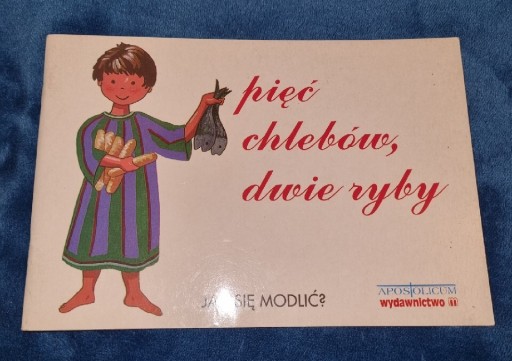 pięć
chlebów,
dwie ryby
JAK SIĘ MODLIĆ?
APOSTOLICUM
wydawnictwo